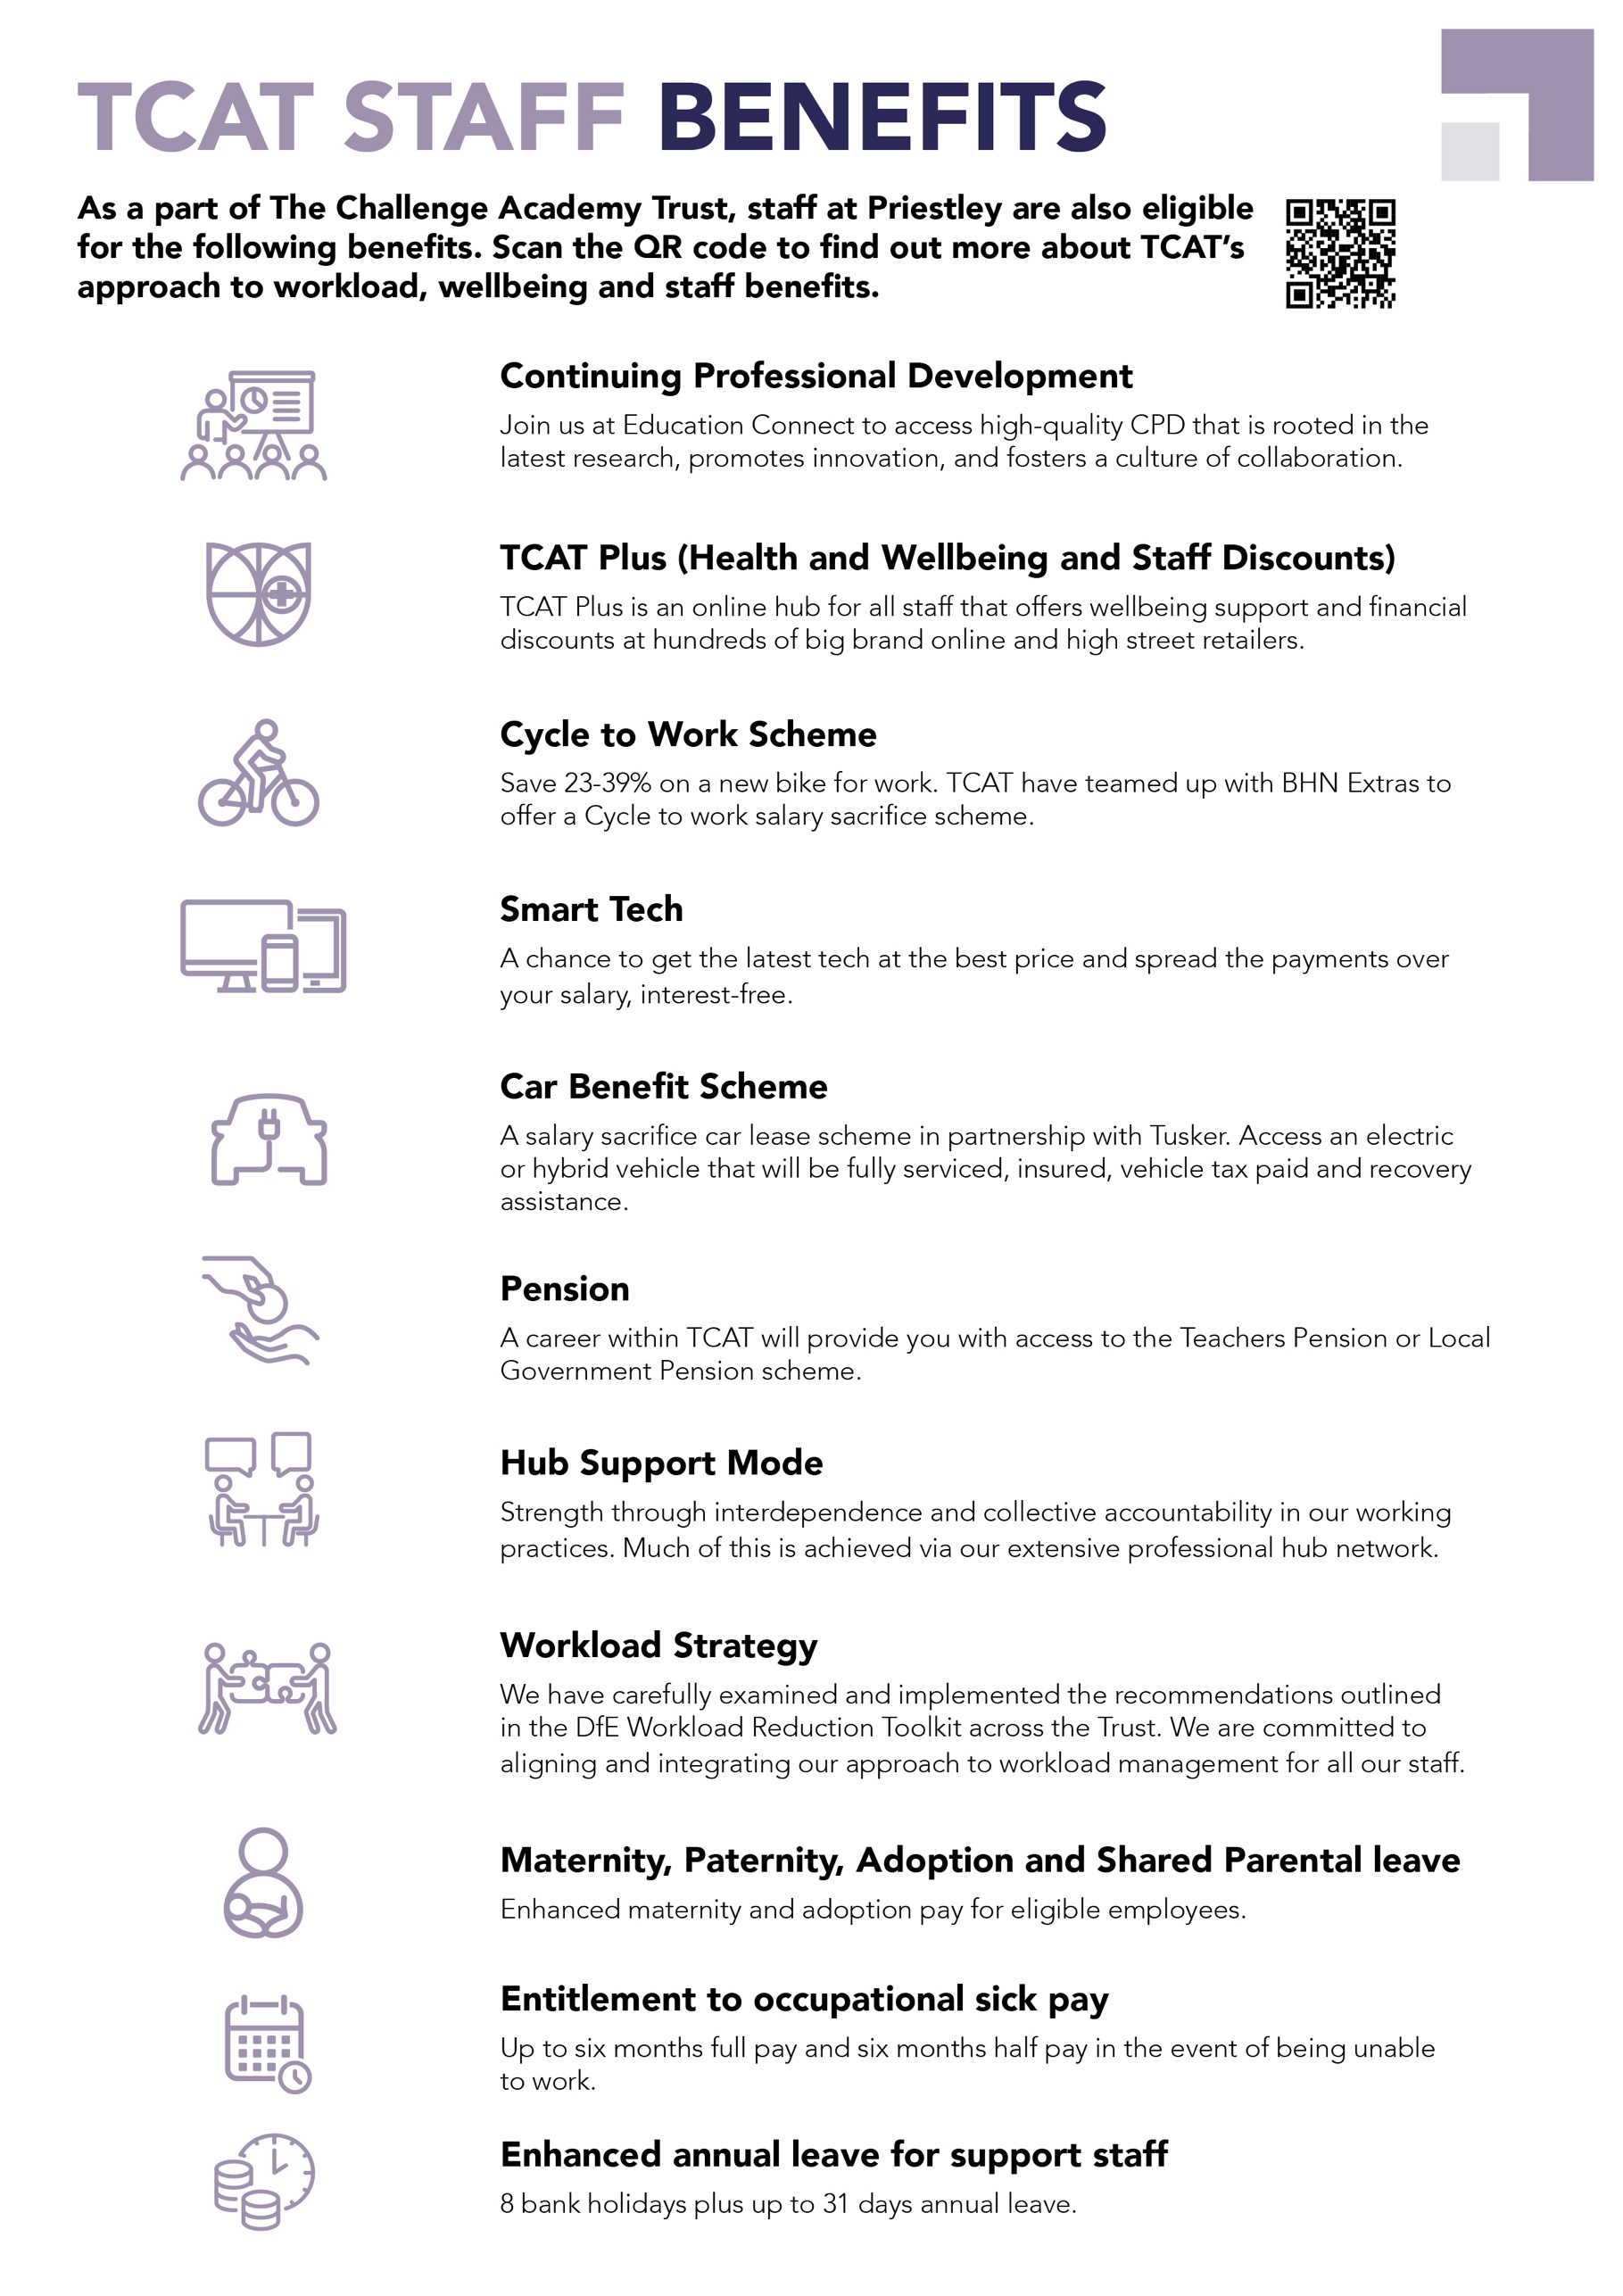 TCAT STAFF BENEFITS
As a part of The Challenge Academy Trust, staff at Priestley are also eligible
for the following benefits. Scan the QR code to find out more about TCAT’s
approach to workload, wellbeing and staff benefits.
Continuing Professional Development
Join us at Education Connect to access high-quality CPD that is rooted in the
latest research, promotes innovation, and fosters a culture of collaboration.
TCAT Plus (Health and Wellbeing and Staff Discounts)
TCAT Plus is an online hub for all staff that offers wellbeing support and financial
discounts at hundreds of big brand online and high street retailers.
Cycle to Work Scheme
Save 23-39% on a new bike for work. TCAT have teamed up with BHN Extras to
offer a Cycle to work salary sacrifice scheme.
Smart Tech
A chance to get the latest tech at the best price and spread the payments over
your salary, interest-free.
Car Benefit Scheme
A salary sacrifice car lease scheme in partnership with Tusker. Access an electric
or hybrid vehicle that will be fully serviced, insured, vehicle tax paid and recovery
assistance.
Pension
A career within TCAT will provide you with access to the Teachers Pension or Local
Government Pension scheme.
Hub Support Mode
Strength through interdependence and collective accountability in our working
practices. Much of this is achieved via our extensive professional hub network.
Workload Strategy
We have carefully examined and implemented the recommendations outlined
in the DfE Workload Reduction Toolkit across the Trust. We are committed to
aligning and integrating our approach to workload management for all our staff.
Maternity, Paternity, Adoption and Shared Parental leave
Enhanced maternity and adoption pay for eligible employees.
Entitlement to occupational sick pay
Up to six months full pay and six months half pay in the event of being unable
to work.
Enhanced annual leave for support staff
8 bank holidays plus up to 31 days annual leave.